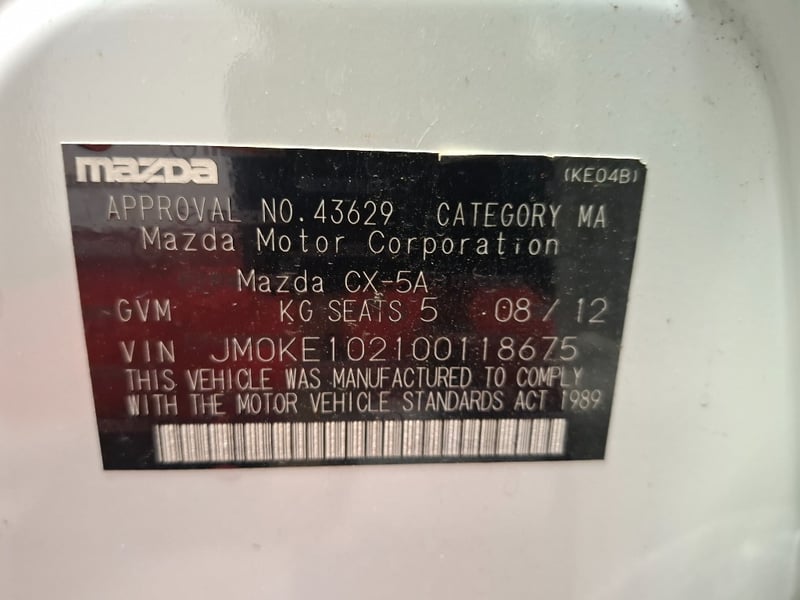 mazda (KE04B)
APPROVAL NO. 43629 CATEGORY MA
Mazda Motor Corporation
Mazda CX-5A
GVM KG SEATS 5 08 / 12
VIN JM0KE102100118675
THIS VEHICLE WAS MANUFACTURED TO COMPLY
WITH THE MOTOR VEHICLE STANDARDS ACT 1989